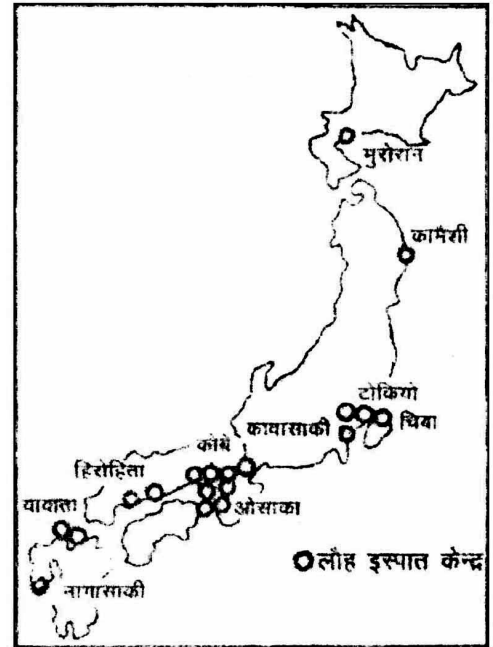 मुरोरान
कामैशी
टोकियो
चिबा
कावासाकी
कोबे
हिरोहिता
ओसाका
यावाता
लौह इस्पात केन्द्र
नागासाकी